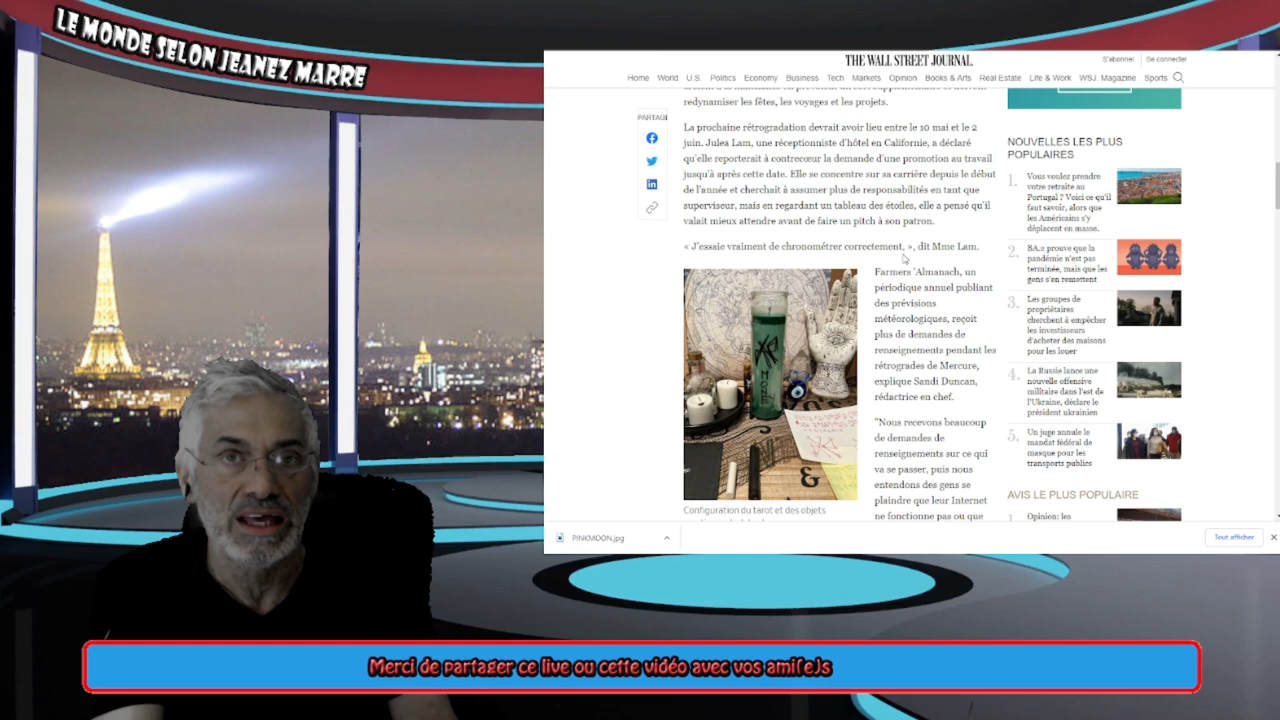 LE MONDE SELON JEANEZ MARRE
THE WALL STREET JOURNAL.
S'abonner
Se connecter
Home World U.S. Politics Economy Business Tech Markets Opinion Books & Arts Real Estate Life & Work WSJ. Magazine Sports
redynamiser les fêtes, les voyages et les projets.
PARTAGE
La prochaine rétrogradation devrait avoir lieu entre le 10 mai et le 2
juin. Julea Lam, une réceptionniste d'hôtel en Californie, a déclaré
qu'elle reporterait à contrecœur la demande d'une promotion au travail
jusqu'à après cette date. Elle se concentre sur sa carrière depuis le début
de l'année et cherchait à assumer plus de responsabilités en tant que
superviseur, mais en regardant un tableau des étoiles, elle a pensé qu'il
valait mieux attendre avant de faire un pitch à son patron.
« J'essaie vraiment de chronométrer correctement, », dit Mme Lam.
Farmers 'Almanach, un
périodique annuel publiant
des prévisions
météorologiques, reçoit
plus de demandes de
renseignements pendant les
rétrogrades de Mercure,
explique Sandi Duncan,
rédactrice en chef.
"Nous recevons beaucoup
de demandes de
renseignements sur ce qui
va se passer, puis nous
entendons des gens se
plaindre que leur Internet
ne fonctionne pas ou que
MONEY
&
Configuration du tarot et des objets
NOUVELLES LES PLUS
POPULAIRES
1.
Vous voulez prendre
votre retraite au
Portugal ? Voici ce qu'il
faut savoir, alors que
les Américains s'y
déplacent en masse.
2.
BA.2 prouve que la
pandémie n'est pas
terminée, mais que les
gens s'en remettent
3.
Les groupes de
propriétaires
cherchent à empêcher
les investisseurs
d'acheter des maisons
pour les louer
4.
La Russie lance une
nouvelle offensive
militaire dans l'est de
l'Ukraine, déclare le
président ukrainien
5.
Un juge annule le
mandat fédéral de
masque pour les
transports publics
AVIS LE PLUS POPULAIRE
1.
Opinion: les
PINKMOON.jpg
Tout afficher
Merci de partager ce live ou cette vidéo avec vos ami(e)s